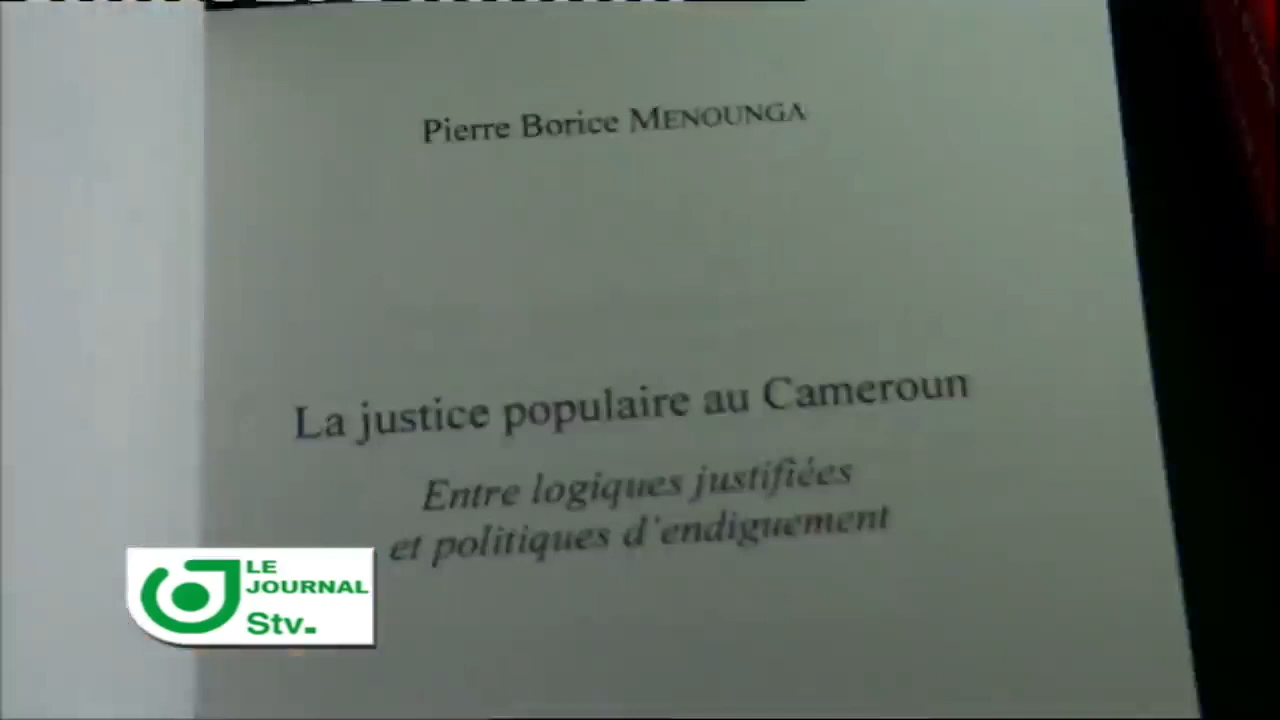 Pierre Borice MENOUNGA
La justice populaire au Cameroun
Entre logiques justifiées
et politiques d'endiguement
LE
JOURNAL
Stv.